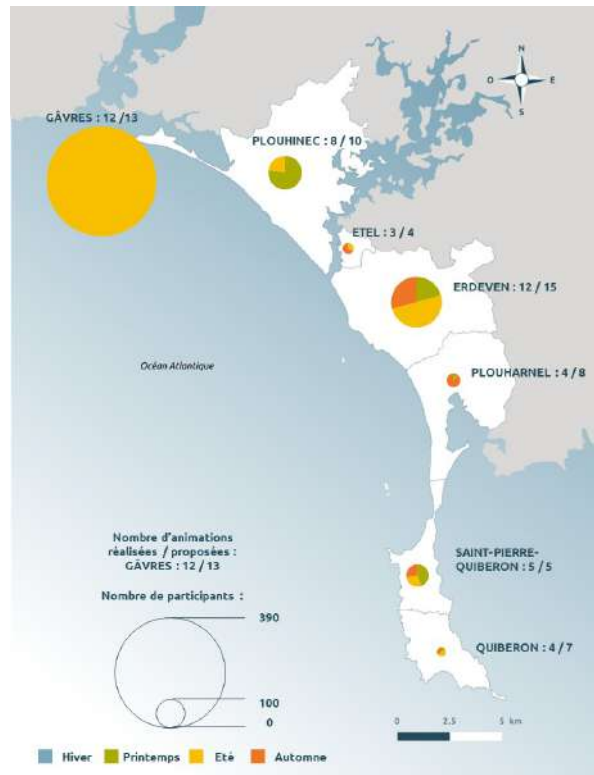 N
O E
S
GÂVRES : 12 /13
PLOUHINEC : 8 / 10
ETEL : 3 / 4
ERDEVEN : 12 / 15
Océan Atlantique
PLOUHARNEL : 4 / 8
Nombre d'animations
réalisées / proposées :
GÂVRES : 12 / 13
SAINT-PIERRE-
QUIBERON : 5 / 5
Nombre de participants :
390
QUIBERON : 4 / 7
100
0
0 2,5 5 km
Hiver Printemps Eté Automne